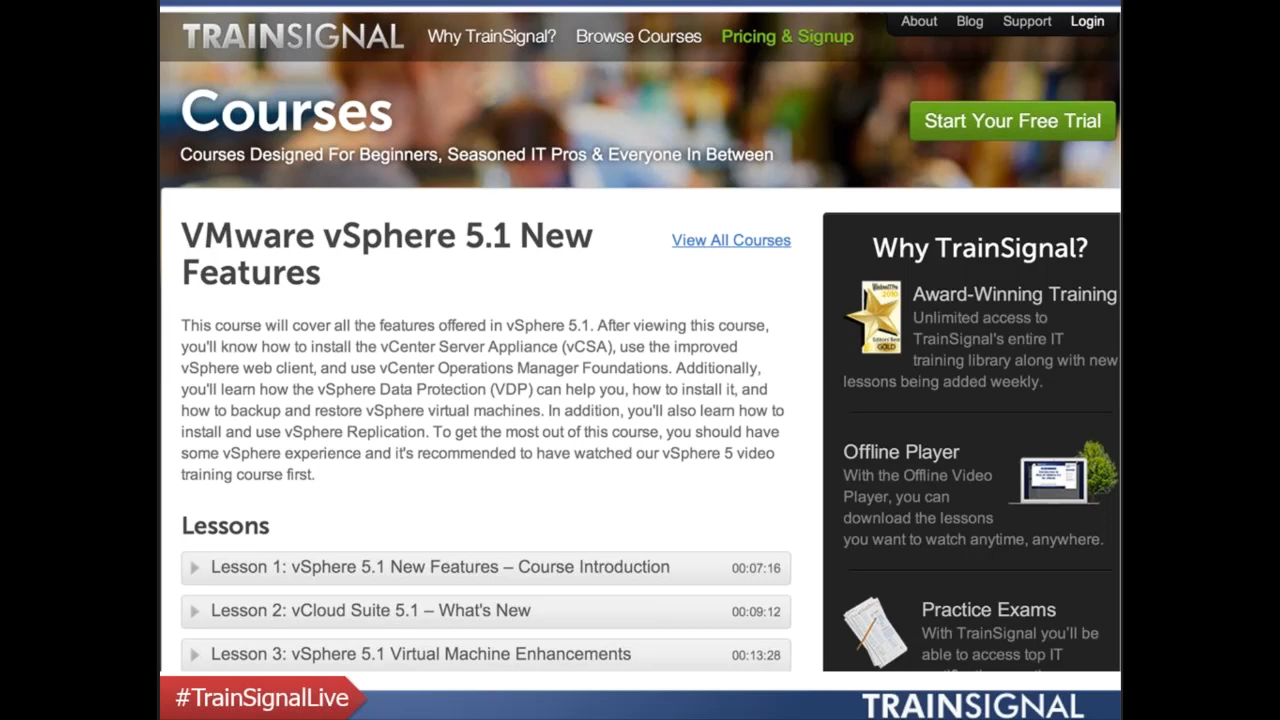 TRAINSIGNAL
Why TrainSignal?
Browse Courses
Pricing & Signup
About
Blog
Support
Login
Courses
Courses Designed For Beginners, Seasoned IT Pros & Everyone In Between
Start Your Free Trial
VMware vSphere 5.1 New
Features
View All Courses
This course will cover all the features offered in vSphere 5.1. After viewing this course,
you'll know how to install the vCenter Server Appliance (vCSA), use the improved
vSphere web client, and use vCenter Operations Manager Foundations. Additionally,
you'll learn how the vSphere Data Protection (VDP) can help you, how to install it, and
how to backup and restore vSphere virtual machines. In addition, you'll also learn how to
install and use vSphere Replication. To get the most out of this course, you should have
some vSphere experience and it's recommended to have watched our vSphere 5 video
training course first.
Lessons
Lesson 1: vSphere 5.1 New Features – Course Introduction 00:07:16
Lesson 2: vCloud Suite 5.1 – What's New 00:09:12
Lesson 3: vSphere 5.1 Virtual Machine Enhancements 00:13:28
Why TrainSignal?
2010
GOLD
Award-Winning Training
Unlimited access to
TrainSignal's entire IT
training library along with new
lessons being added weekly.
Offline Player
With the Offline Video
Player, you can
download the lessons
you want to watch anytime, anywhere.
Practice Exams
With TrainSignal you'll be
able to access top IT
#TrainSignalLive
TRAINSIGNAL